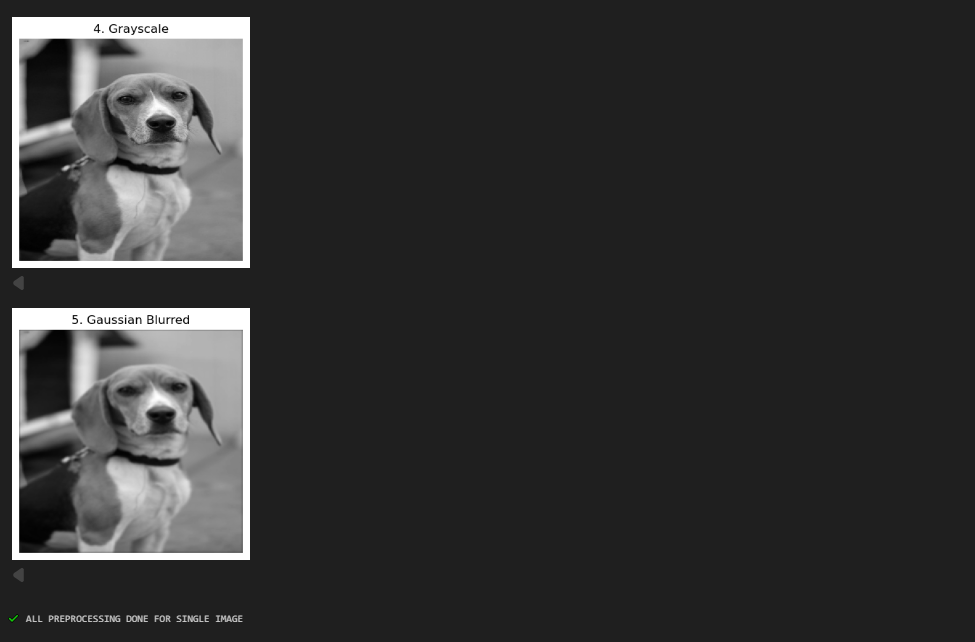 4. Grayscale
5. Gaussian Blurred
ALL PREPROCESSING DONE FOR SINGLE IMAGE